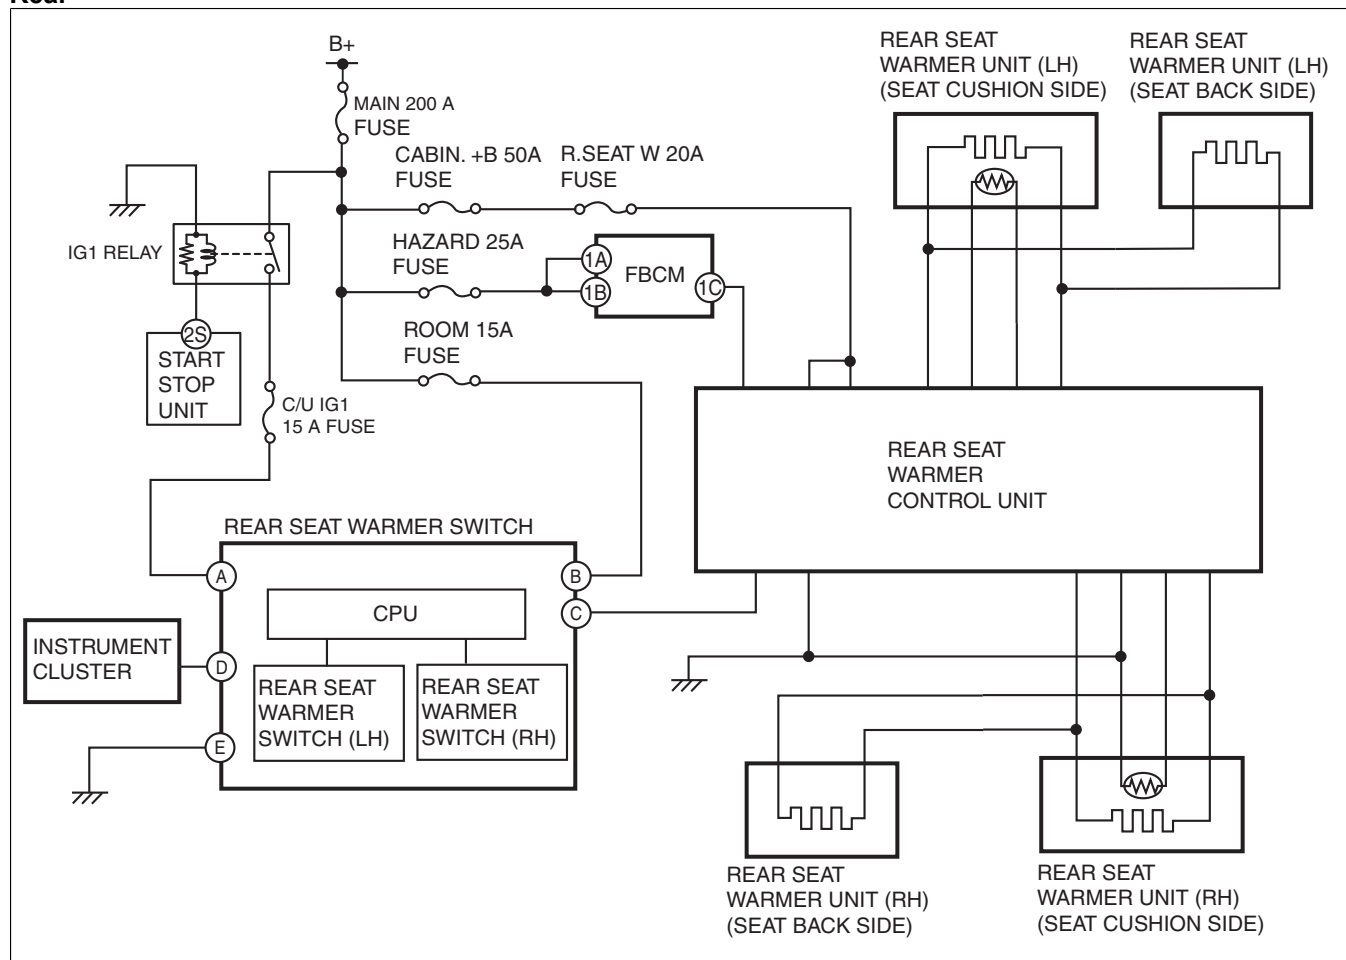 Rear
B+
MAIN 200 A
FUSE
CABIN. +B 50A
FUSE
R.SEAT W 20A
FUSE
HAZARD 25A
FUSE
1A
1B
FBCM
1C
ROOM 15A
FUSE
IG1 RELAY
2S
START
STOP
UNIT
C/U IG1
15 A FUSE
REAR SEAT
WARMER UNIT (LH)
(SEAT CUSHION SIDE)
REAR SEAT
WARMER UNIT (LH)
(SEAT BACK SIDE)
REAR SEAT
WARMER
CONTROL UNIT
REAR SEAT WARMER SWITCH
A
B
C
D
E
CPU
INSTRUMENT
CLUSTER
REAR SEAT
WARMER
SWITCH (LH)
REAR SEAT
WARMER
SWITCH (RH)
REAR SEAT
WARMER UNIT (RH)
(SEAT BACK SIDE)
REAR SEAT
WARMER UNIT (RH)
(SEAT CUSHION SIDE)